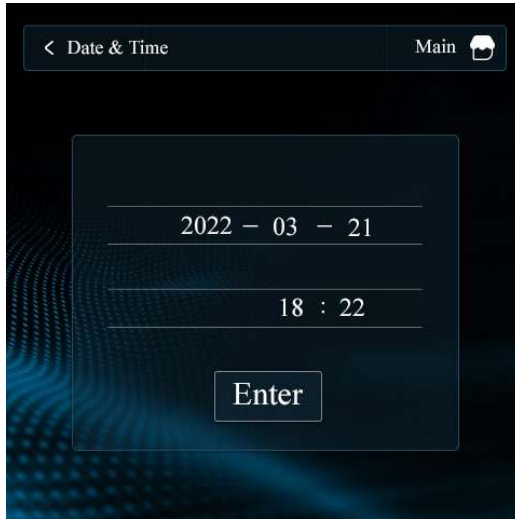 < Date & Time Main
2022 – 03 – 21
18 : 22
Enter